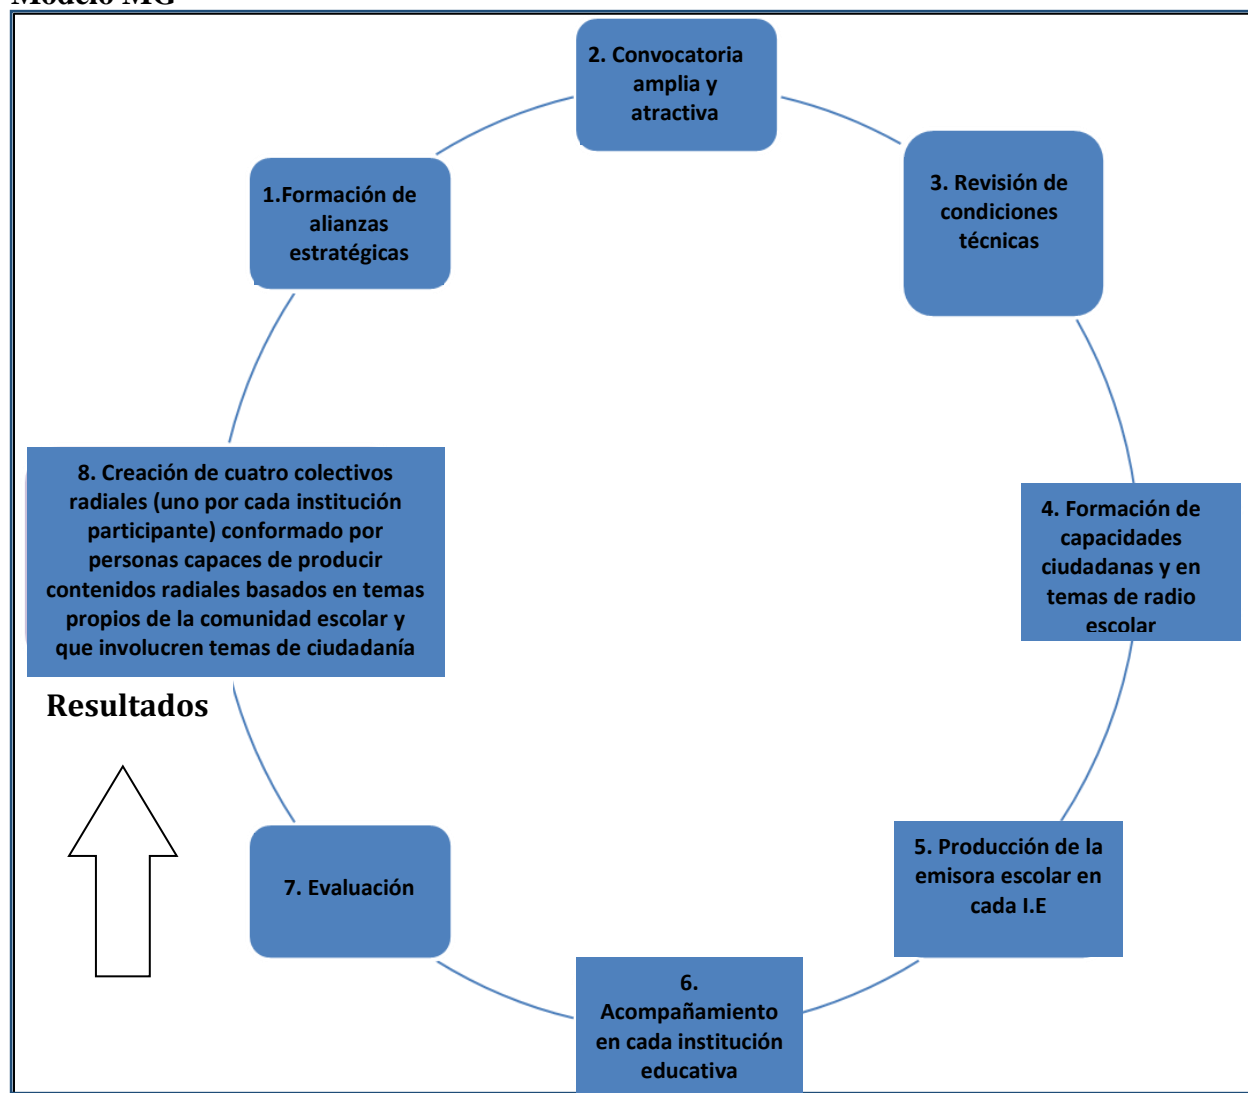 Modelo MG
2. Convocatoria
amplia y
atractiva
1.Formación de
alianzas
estratégicas
3. Revisión de
condiciones
técnicas
8. Creación de cuatro colectivos
radiales (uno por cada institución
participante) conformado por
personas capaces de producir
contenidos radiales basados en temas
propios de la comunidad escolar y
que involucren temas de ciudadanía
4. Formación de
capacidades
ciudadanas y en
temas de radio
escolar
Resultados
5. Producción de la
emisora escolar en
cada I.E
7. Evaluación
6.
Acompañamiento
en cada institución
educativa